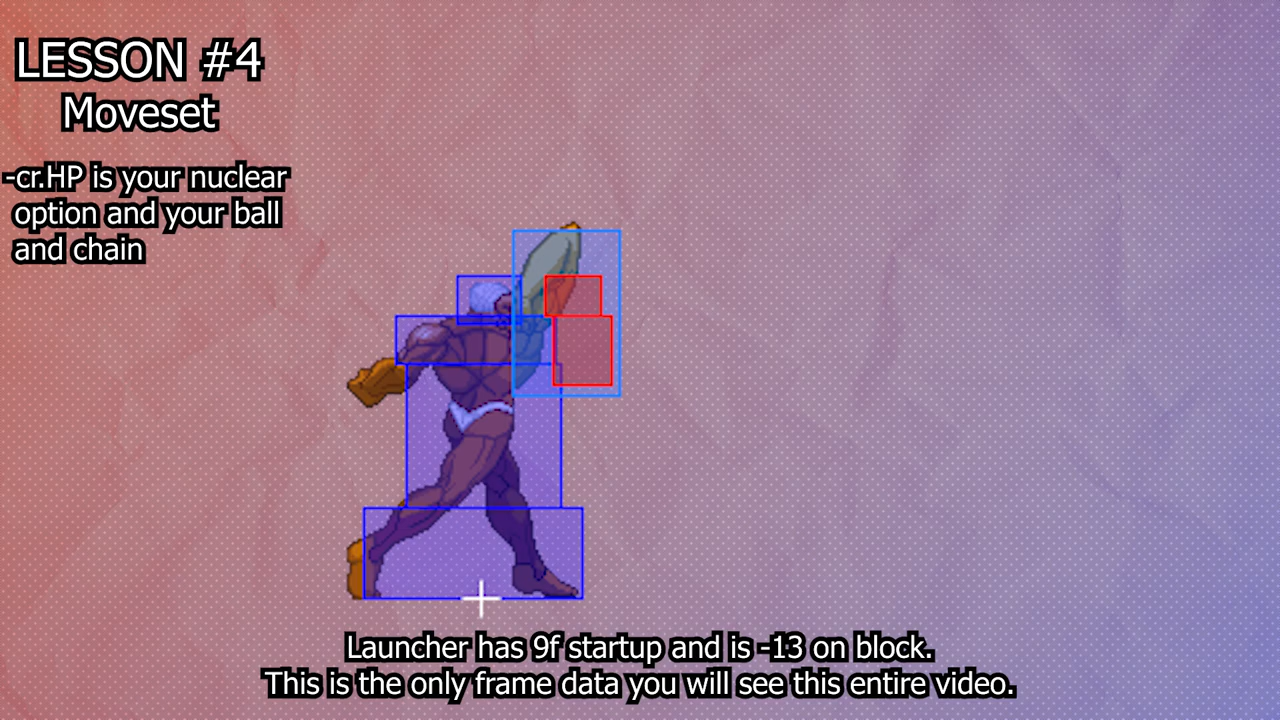 LESSON #4
Moveset
-cr.HP is your nuclear
option and your ball
and chain
Launcher has 9f startup and is -13 on block.
This is the only frame data you will see this entire video.